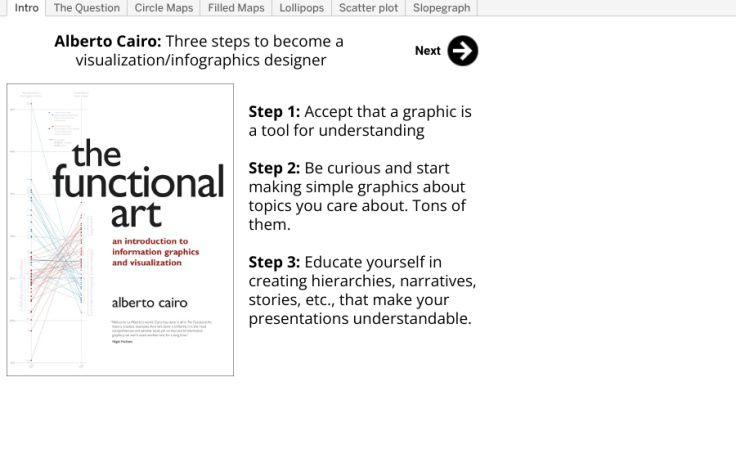 Intro The Question Circle Maps Filled Maps Lollipops Scatter plot Slopegraph
Alberto Cairo: Three steps to become a
visualization/infographics designer
Next
the
functional
art
an introduction to
information graphics
and visualization
alberto cairo
Step 1: Accept that a graphic is
a tool for understanding
Step 2: Be curious and start
making simple graphics about
topics you care about. Tons of
them.
Step 3: Educate yourself in
creating hierarchies, narratives,
stories, etc., that make your
presentations understandable.